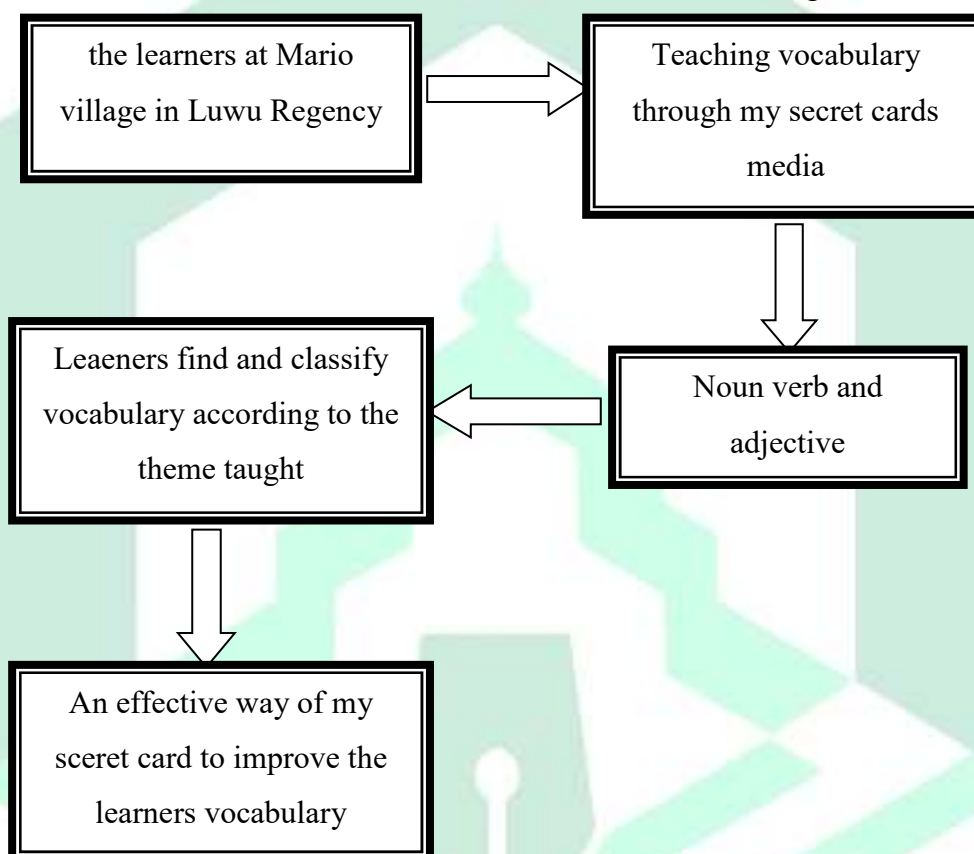 the learners at Mario
village in Luwu Regency
Teaching vocabulary
through my secret cards
media
Noun verb and
adjective
Leaeners find and classify
vocabulary according to the
theme taught
An effective way of my
sceret card to improve the
learners vocabulary